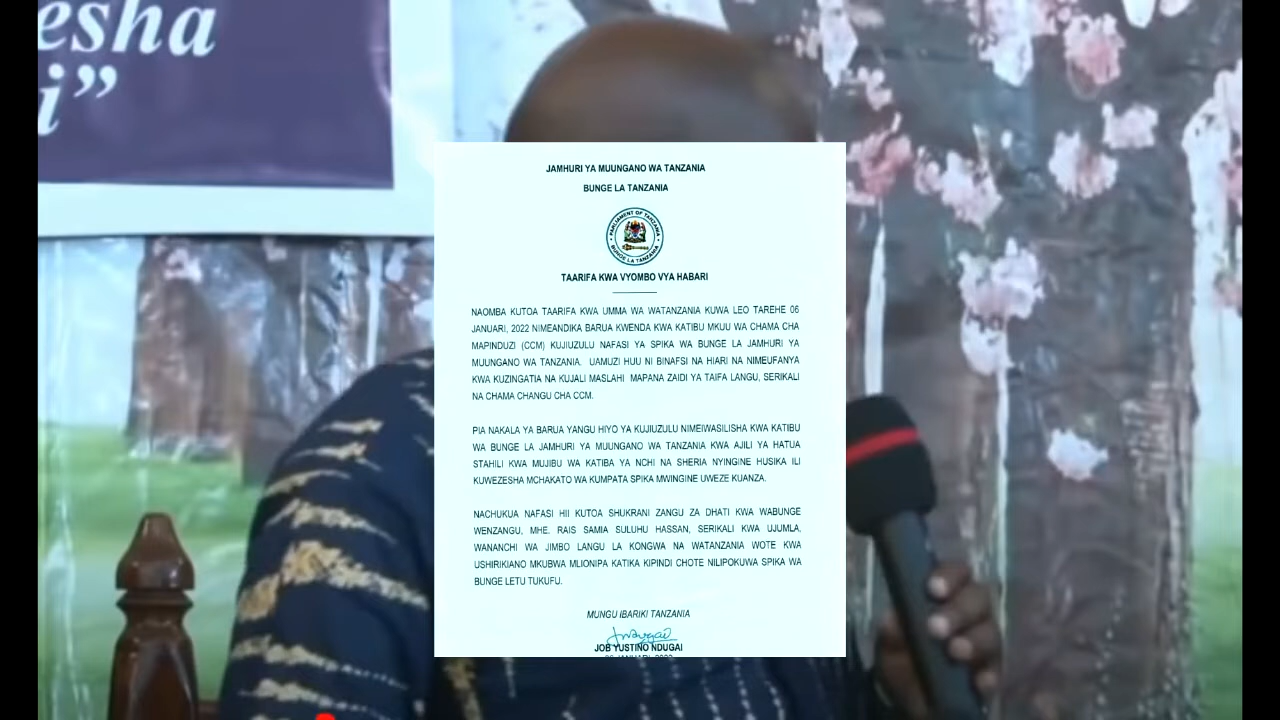 esha
i”
JAMHURI YA MUUNGANO WA TANZANIA
BUNGE LA TANZANIA
PARLIAMENT OF TANZANIA
BUNGE LA TANZANIA
TAARIFA KWA VYOMBO VYA HABARI
NAOMBA KUTOA TAARIFA KWA UMMA WA WATANZANIA KUWA LEO TAREHE 06
JANUARI, 2022 NIMEANDIKA BARUA KWENDA KWA KATIBU MKUU WA CHAMA CHA
MAPINDUZI (CCM) KUJIUZULU NAFASI YA SPIKA WA BUNGE LA JAMHURI YA
MUUNGANO WA TANZANIA. UAMUZI HUU NI BINAFSI NA HIARI NA NIMEUFANYA
KWA KUZINGATIA NA KUJALI MASLAHI MAPANA ZAIDI YA TAIFA LANGU, SERIKALI
NA CHAMA CHANGU CHA CCM.
PIA NAKALA YA BARUA YANGU HIYO YA KUJIUZULU NIMEIWASILISHA KWA KATIBU
WA BUNGE LA JAMHURI YA MUUNGANO WA TANZANIA KWA AJILI YA HATUA
STAHILI KWA MUJIBU WA KATIBA YA NCHI NA SHERIA NYINGINE HUSIKA ILI
KUWEZESHA MCHAKATO WA KUMPATA SPIKA MWINGINE UWEZE KUANZA.
NACHUKUA NAFASI HII KUTOA SHUKRANI ZANGU ZA DHATI KWA WABUNGE
WENZANGU, MHE. RAIS SAMIA SULUHU HASSAN, SERIKALI KWA UJUMLA,
WANANCHI WA JIMBO LANGU LA KONGWA NA WATANZANIA WOTE KWA
USHIRIKIANO MKUBWA MLIONIPA KATIKA KIPINDI CHOTE NILIPOKUWA SPIKA WA
BUNGE LETU TUKUFU.
MUNGU IBARIKI TANZANIA
JOB YUSTINO NDUGAI